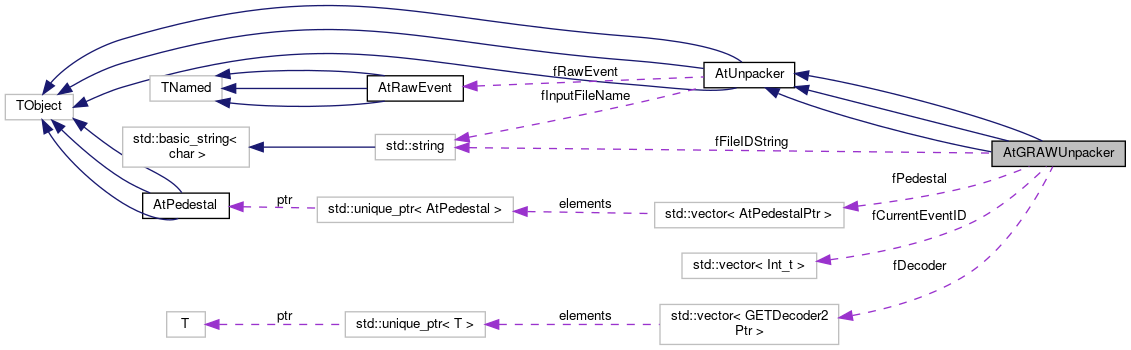 fRawEvent
AtUnpacker
TNamed
AtRawEvent
fInputFileName
TObject
std::basic_string<
char >
std::string
fFileIDString
AtGRAWUnpacker
fPedestal
AtPedestal
ptr
std::unique_ptr< AtPedestal >
elements
std::vector< AtPedestalPtr >
fCurrentEventID
std::vector< Int_t >
fDecoder
T
ptr
std::unique_ptr< T >
elements
std::vector< GETDecoder2
Ptr >